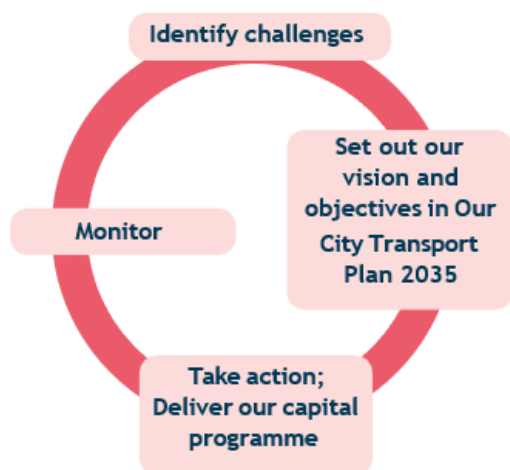 Identify challenges
Set out our
vision and
objectives in Our
City Transport
Plan 2035
Take action;
Deliver our capital
programme
Monitor